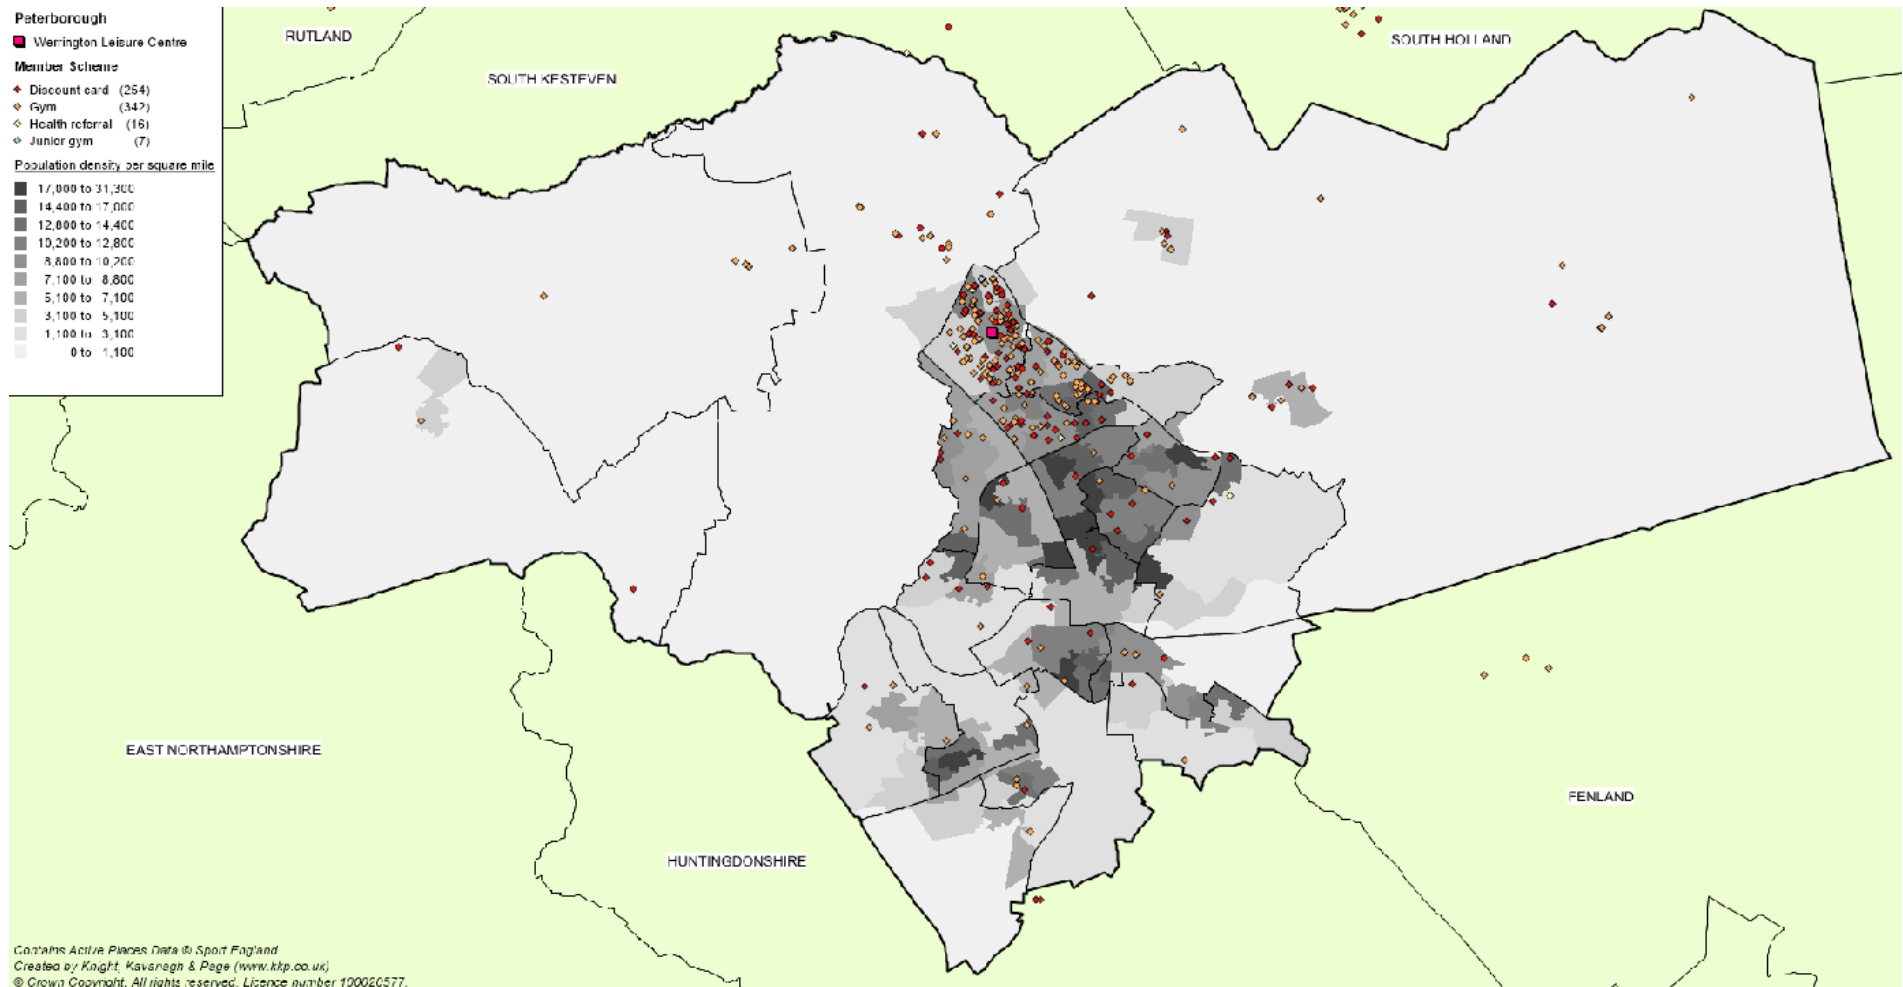 Peterborough
Werrington Leisure Centre
Member Scheme
Discount card (254)
Gym (342)
Health referral (16)
Junior gym (7)
Population density per square mile
17,000 to 31,300
14,400 to 17,000
12,800 to 14,400
10,200 to 12,800
8,800 to 10,200
7,100 to 8,800
5,100 to 7,100
3,100 to 5,100
1,100 to 3,100
0 to 1,100
RUTLAND
SOUTH KESTEVEN
SOUTH HOLLAND
EAST NORTHAMPTONSHIRE
HUNTINGDONSHIRE
FENLAND
Contains Active Places Data © Sport England
Created by Knight, Kavanagh & Page (www.kkp.co.uk)
© Crown Copyright. All rights reserved. Licence number 100020577.